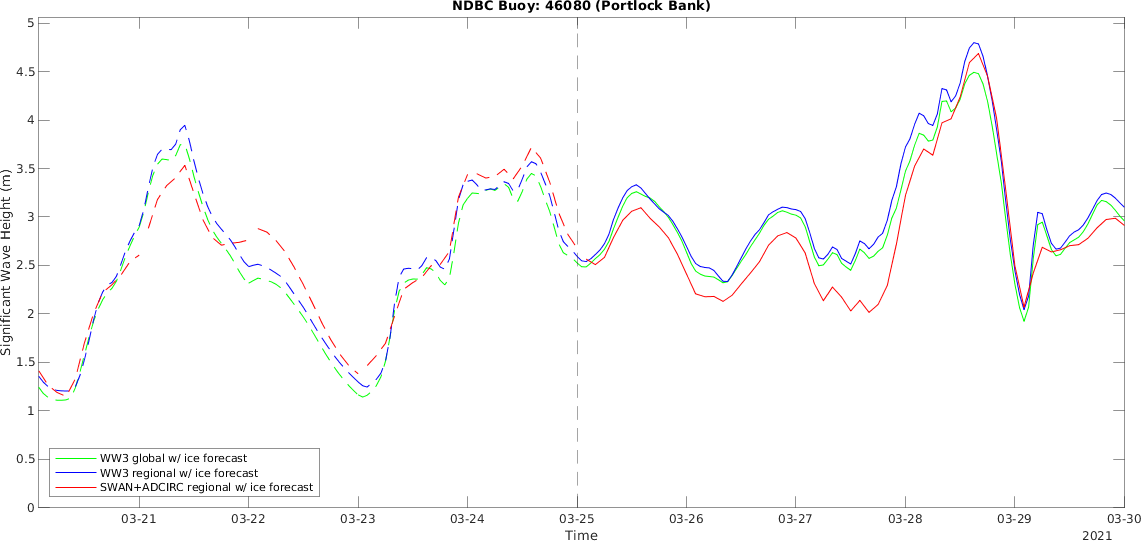 NDBC Buoy: 46080 (Portlock Bank)
5
4.5
4
3.5
3
2.5
2
1.5
1
0.5
0
Significant Wave Height (m)
WW3 global w/ ice forecast
WW3 regional w/ ice forecast
SWAN+ADCIRC regional w/ ice forecast
03-21 03-22 03-23 03-24 03-25 03-26 03-27 03-28 03-29 03-30
Time
2021